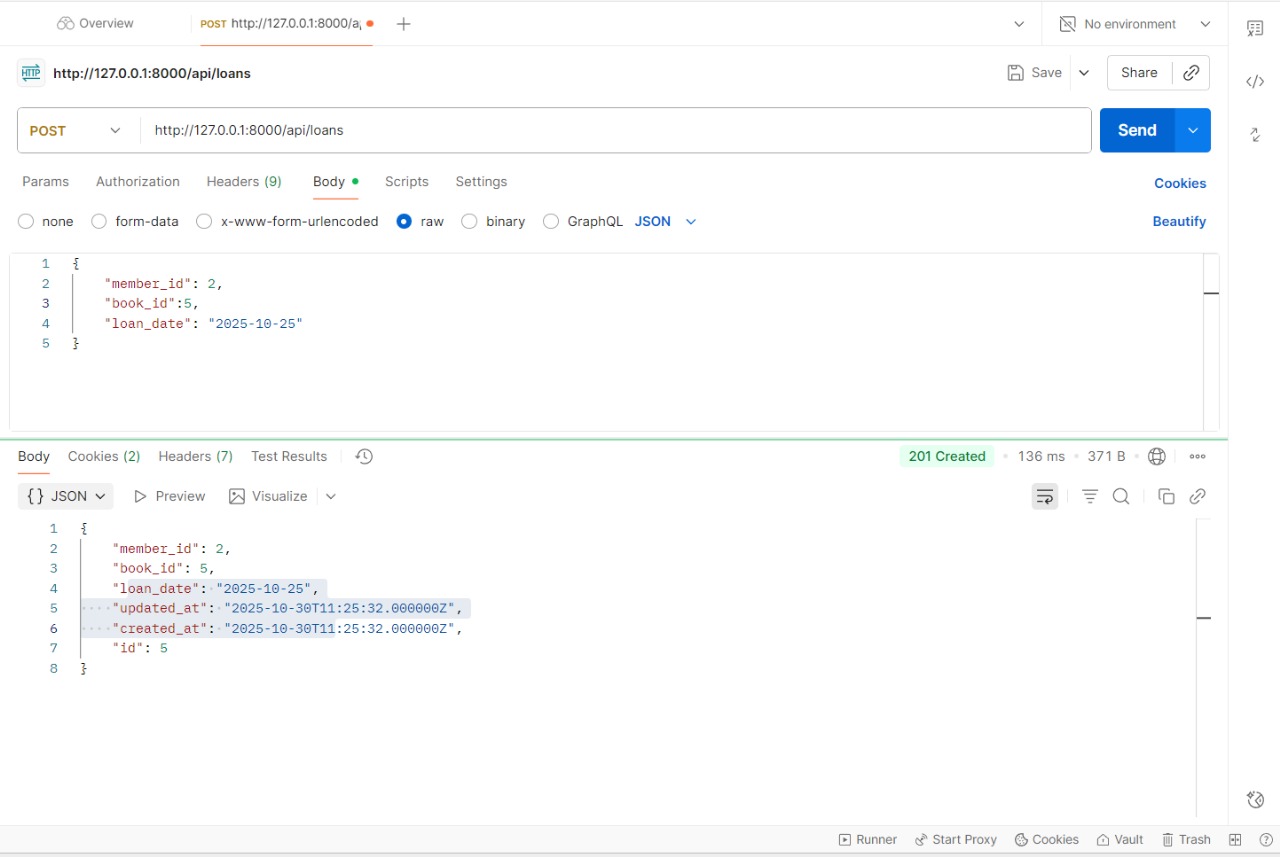 Overview
POST http://127.0.0.1:8000/a
No environment
HTTP http://127.0.0.1:8000/api/loans
Save
Share
POST http://127.0.0.1:8000/api/loans
Send
Params Authorization Headers (9) Body Scripts Settings
Cookies
none form-data x-www-form-urlencoded raw binary GraphQL JSON
Beautify
1 {
2 "member_id": 2,
3 "book_id":5,
4 "loan_date": "2025-10-25"
5 }
Body Cookies (2) Headers (7) Test Results
201 Created • 136 ms • 371 B •
{} JSON Preview Visualize
1 {
2 "member_id": 2,
3 "book_id": 5,
4 "loan_date":·"2025-10-25",
5 ····"updated_at":·"2025-10-30T11:25:32.000000Z",
6 ····"created_at":·"2025-10-30T11:25:32.000000Z",
7 "id": 5
8 }
Runner Start Proxy Cookies Vault Trash